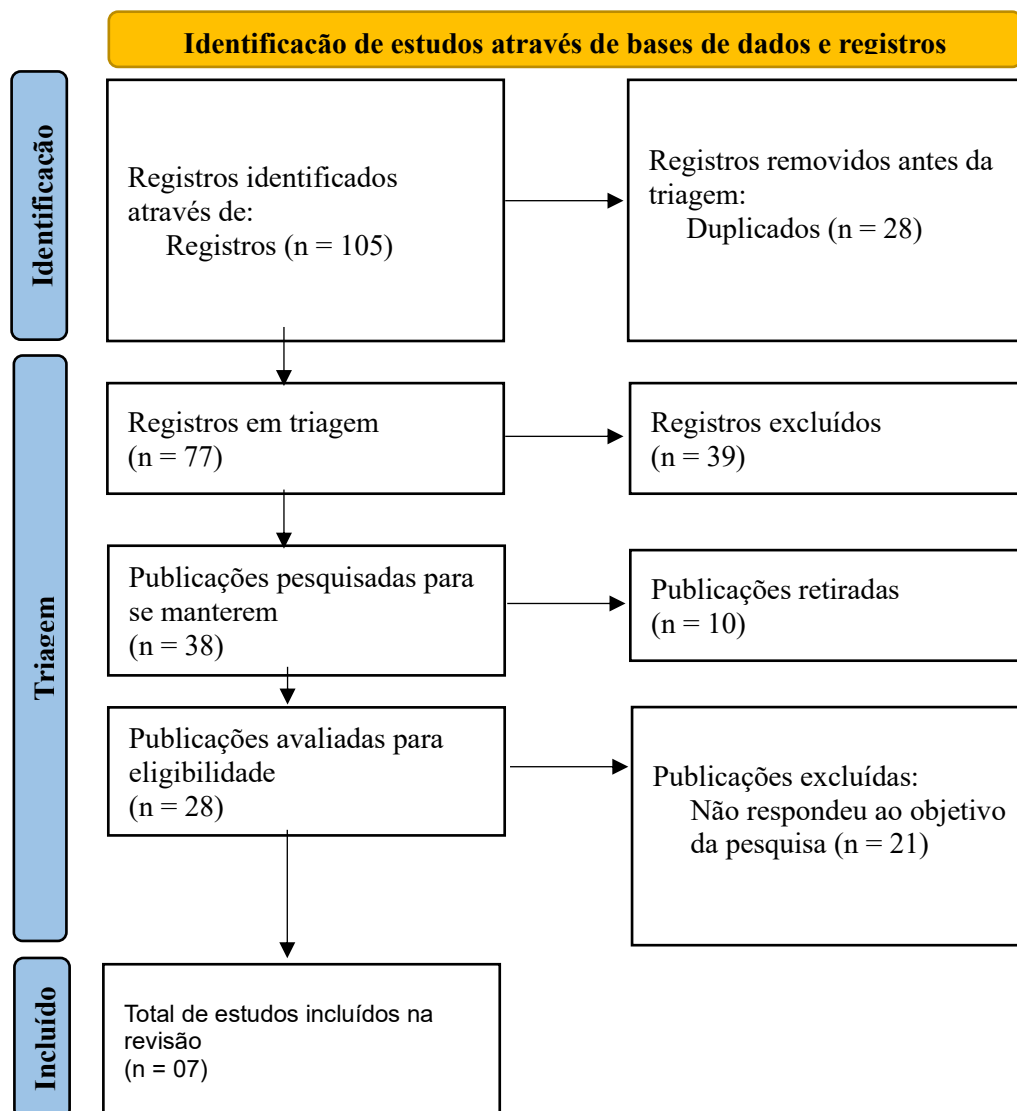 Identificação de estudos através de bases de dados e registros
Identificação
Registros identificados
através de:
Registros (n = 105)
Registros removidos antes da
triagem:
Duplicados (n = 28)
Triagem
Registros em triagem
(n = 77)
Registros excluídos
(n = 39)
Publicações pesquisadas para
se manterem
(n = 38)
Publicações retiradas
(n = 10)
Publicações avaliadas para
eligibilidade
(n = 28)
Publicações excluídas:
Não respondeu ao objetivo
da pesquisa (n = 21)
Incluído
Total de estudos incluídos na
revisão
(n = 07)